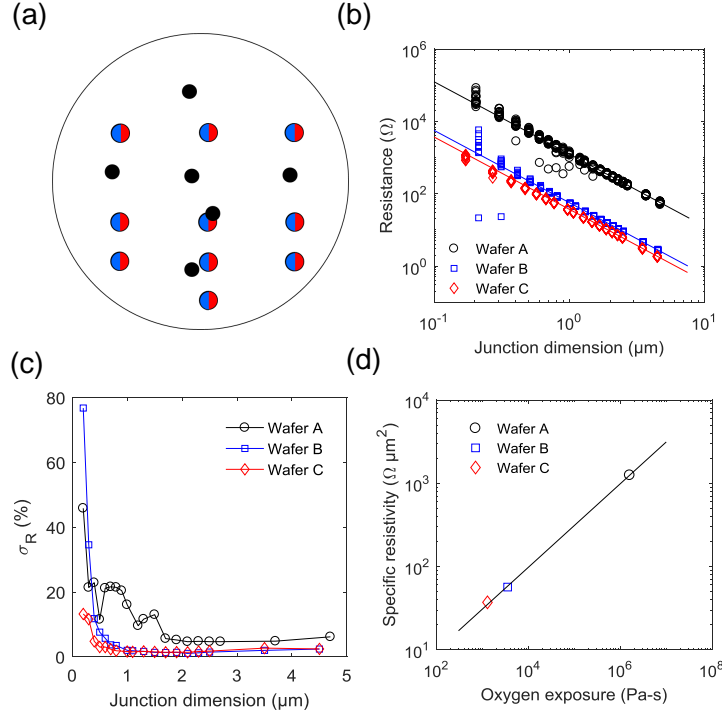 (a)
(b)
10^6
10^4
10^2
10^0
Resistance (Ω)
Wafer A
Wafer B
Wafer C
10^-1
10^0
10^1
Junction dimension (μm)
(c)
80
60
40
20
0
σ_R (%)
Wafer A
Wafer B
Wafer C
0
1
2
3
4
5
Junction dimension (μm)
(d)
10^4
10^3
10^2
10^1
Specific resistivity (Ω μm^2)
Wafer A
Wafer B
Wafer C
10^2
10^4
10^6
10^8
Oxygen exposure (Pa-s)